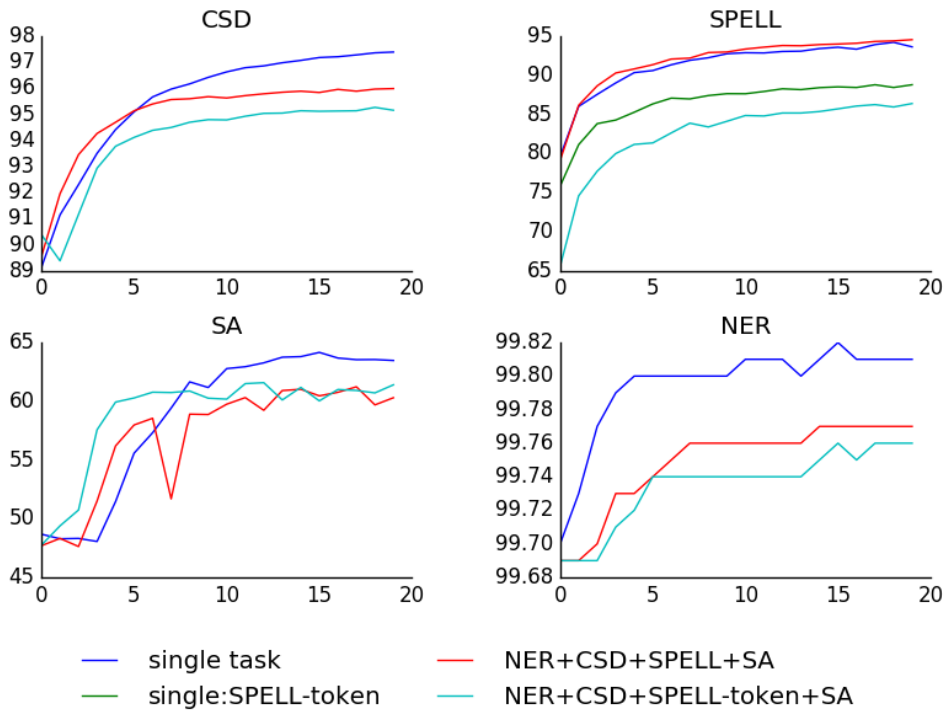 CSD
98
97
96
95
94
93
92
91
90
89
0 5 10 15 20
SPELL
95
90
85
80
75
70
65
0 5 10 15 20
SA
65
60
55
50
45
0 5 10 15 20
NER
99.82
99.80
99.78
99.76
99.74
99.72
99.70
99.68
0 5 10 15 20
single task
single:SPELL-token
NER+CSD+SPELL+SA
NER+CSD+SPELL-token+SA